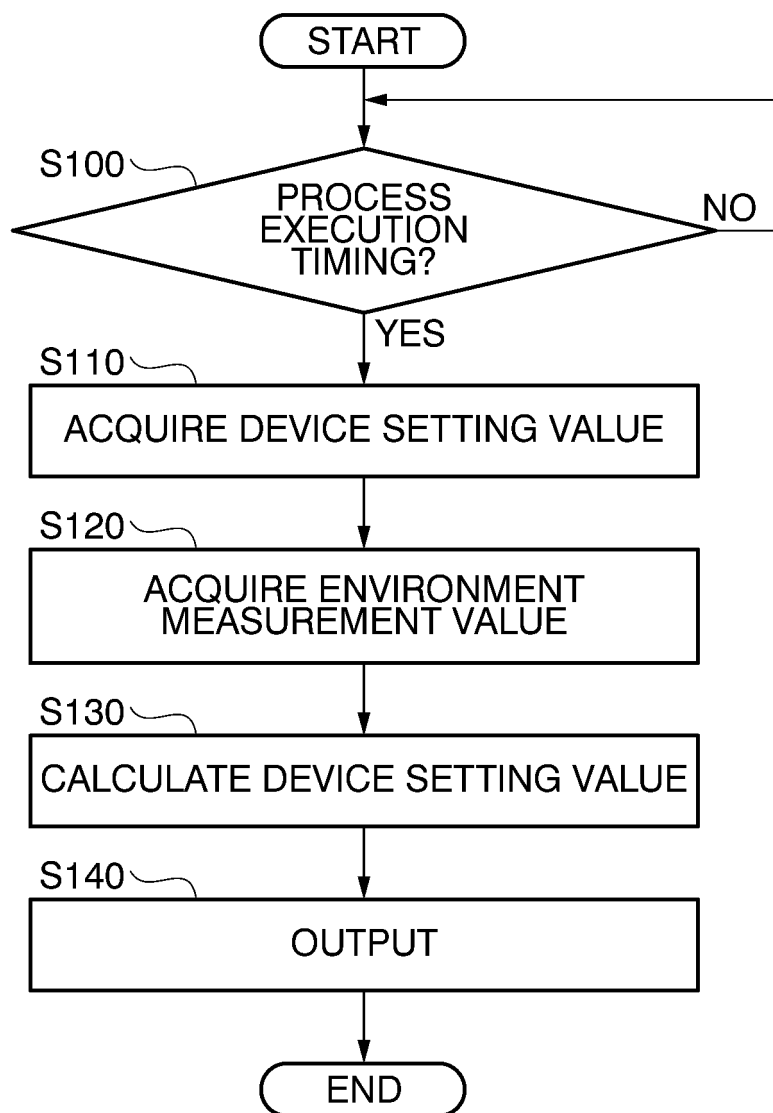 START
S100
PROCESS
EXECUTION
TIMING?
NO
YES
S110
ACQUIRE DEVICE SETTING VALUE
S120
ACQUIRE ENVIRONMENT
MEASUREMENT VALUE
S130
CALCULATE DEVICE SETTING VALUE
S140
OUTPUT
END